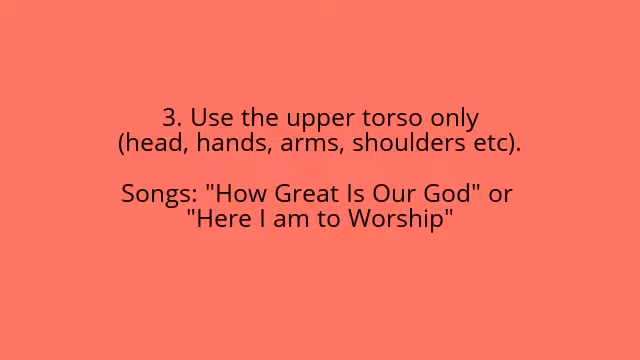 3. Use the upper torso only
(head, hands, arms, shoulders etc).
Songs: "How Great Is Our God" or
"Here I am to Worship"